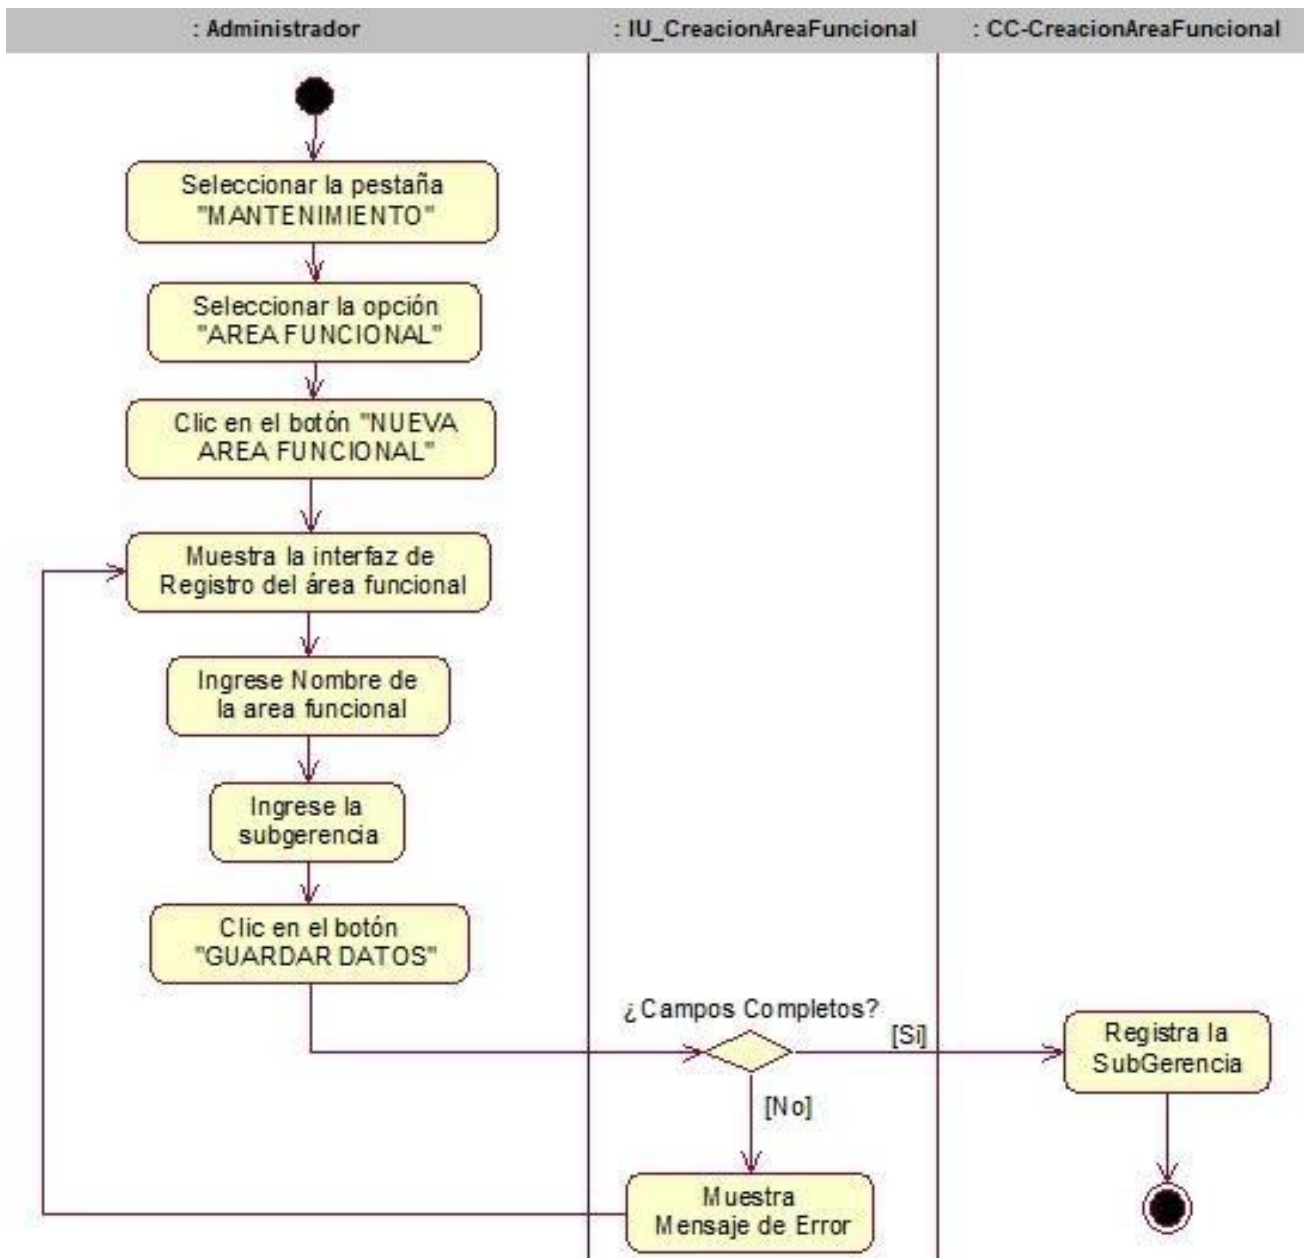 : Administrador
: IU_CreacionAreaFuncional
: CC-CreacionAreaFuncional
Seleccionar la pestaña
"MANTENIMIENTO"
Seleccionar la opción
"AREA FUNCIONAL"
Clic en el botón "NUEVA
AREA FUNCIONAL"
Muestra la interfaz de
Registro del área funcional
Ingrese Nombre de
la area funcional
Ingrese la
subgerencia
Clic en el botón
"GUARDAR DATOS"
¿Campos Completos?
[Si]
Registra la
SubGerencia
[No]
Muestra
Mensaje de Error